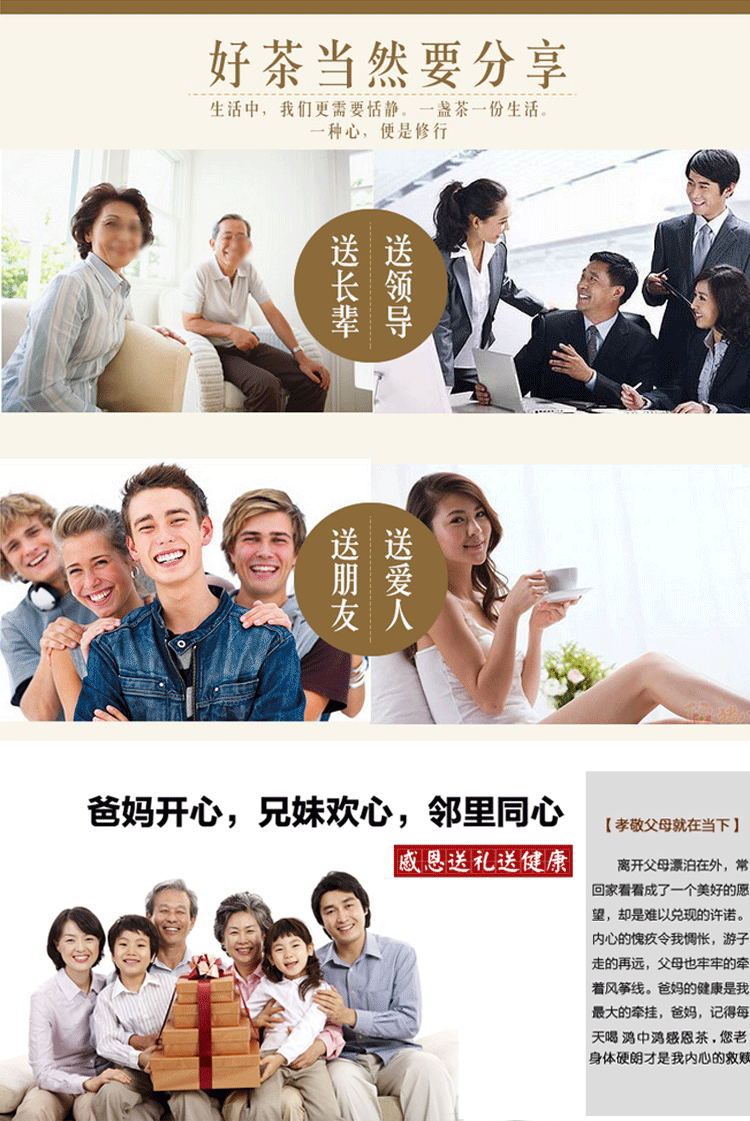 好茶当然要分享
生活中，我们更需要恬静。一盏茶一份生活。
一种心，便是修行
送长辈
送领导
送朋友
送爱人
爸妈开心，兄妹欢心，邻里同心
感恩送礼送健康
【孝敬父母就在当下】
离开父母漂泊在外，常
回家看看成了一个美好的愿
望，却是难以兑现的许诺。
内心的愧疚令我惆怅，游子
走的再远，父母也牢牢的牵
着风筝线。爸妈的健康是我
最大的牵挂，爸妈，记得每
天喝 鸿中鸿感恩茶，您老
身体硬朗才是我内心的救赎